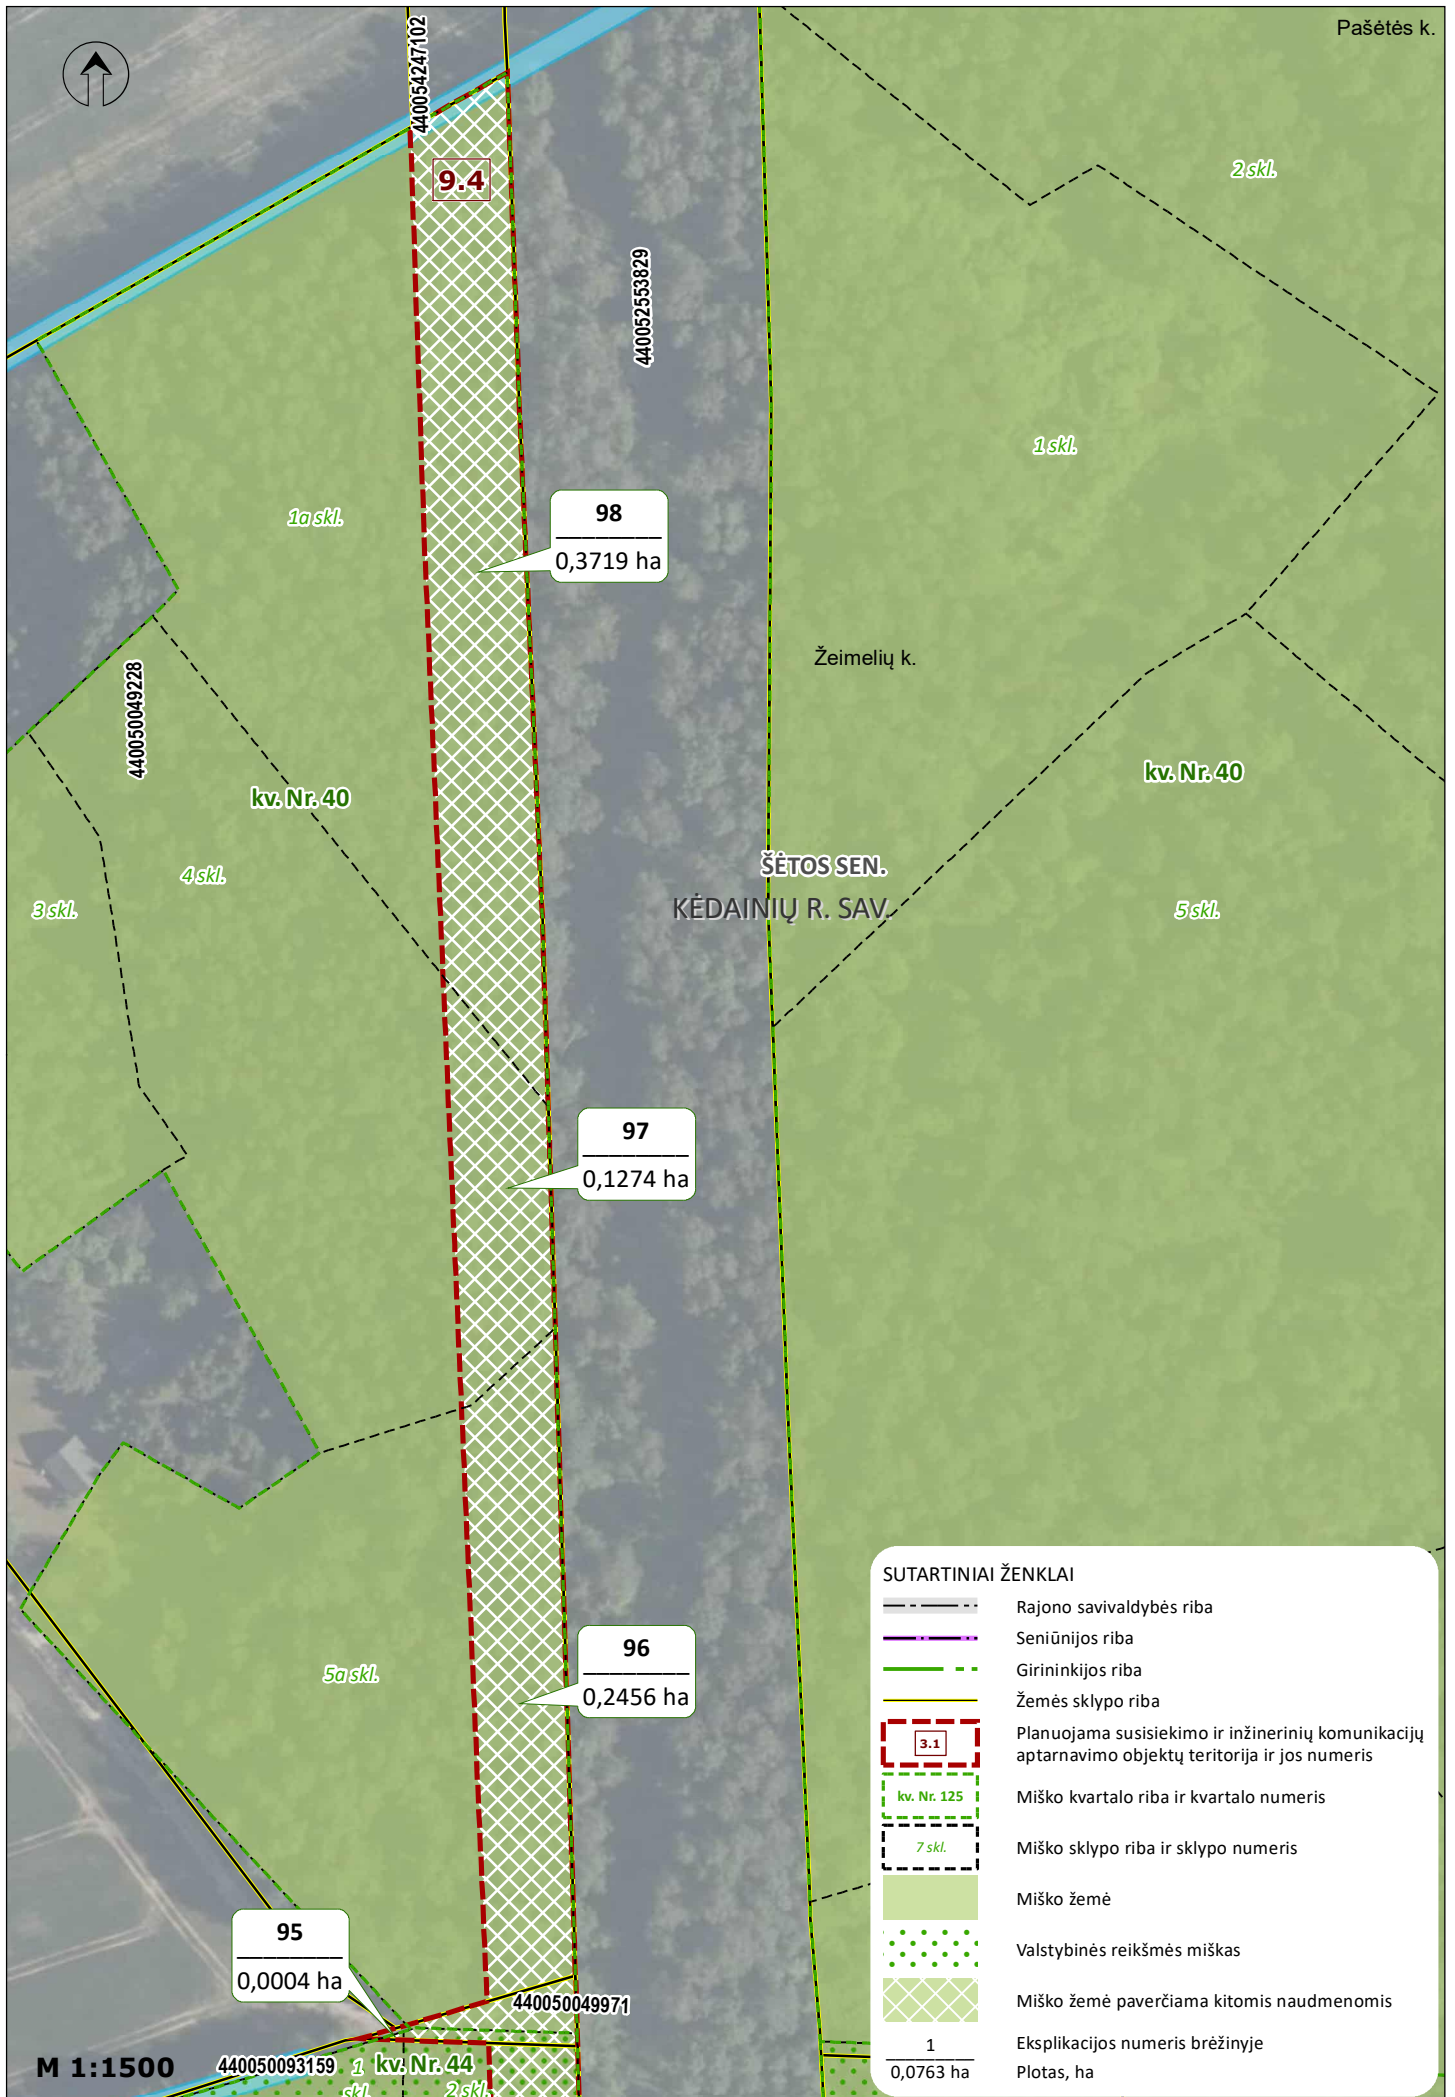 Pašėtės k.
440054247102
9.4
2 skl.
440052553829
1 skl.
1a skl.
98
0,3719 ha
Žeimelių k.
440050049228
kv. Nr. 40
kv. Nr. 40
ŠĖTOS SEN.
4 skl.
3 skl.
KĖDAINIŲ R. SAV.
5 skl.
97
0,1274 ha
96
0,2456 ha
5a skl.
95
0,0004 ha
440050049971
M 1:1500
440050093159
1 skl.
kv. Nr. 44
2 skl.
SUTARTINIAI ŽENKLAI
Rajono savivaldybės riba
Seniūnijos riba
Girininkijos riba
Žemės sklypo riba
3.1
Planuojama susisiekimo ir inžinerinių komunikacijų
aptarnavimo objektų teritorija ir jos numeris
kv. Nr. 125
Miško kvartalo riba ir kvartalo numeris
7 skl.
Miško sklypo riba ir sklypo numeris
Miško žemė
Valstybinės reikšmės miškas
Miško žemė paverčiama kitomis naudmenomis
1
Eksplikacijos numeris brėžinyje
0,0763 ha
Plotas, ha